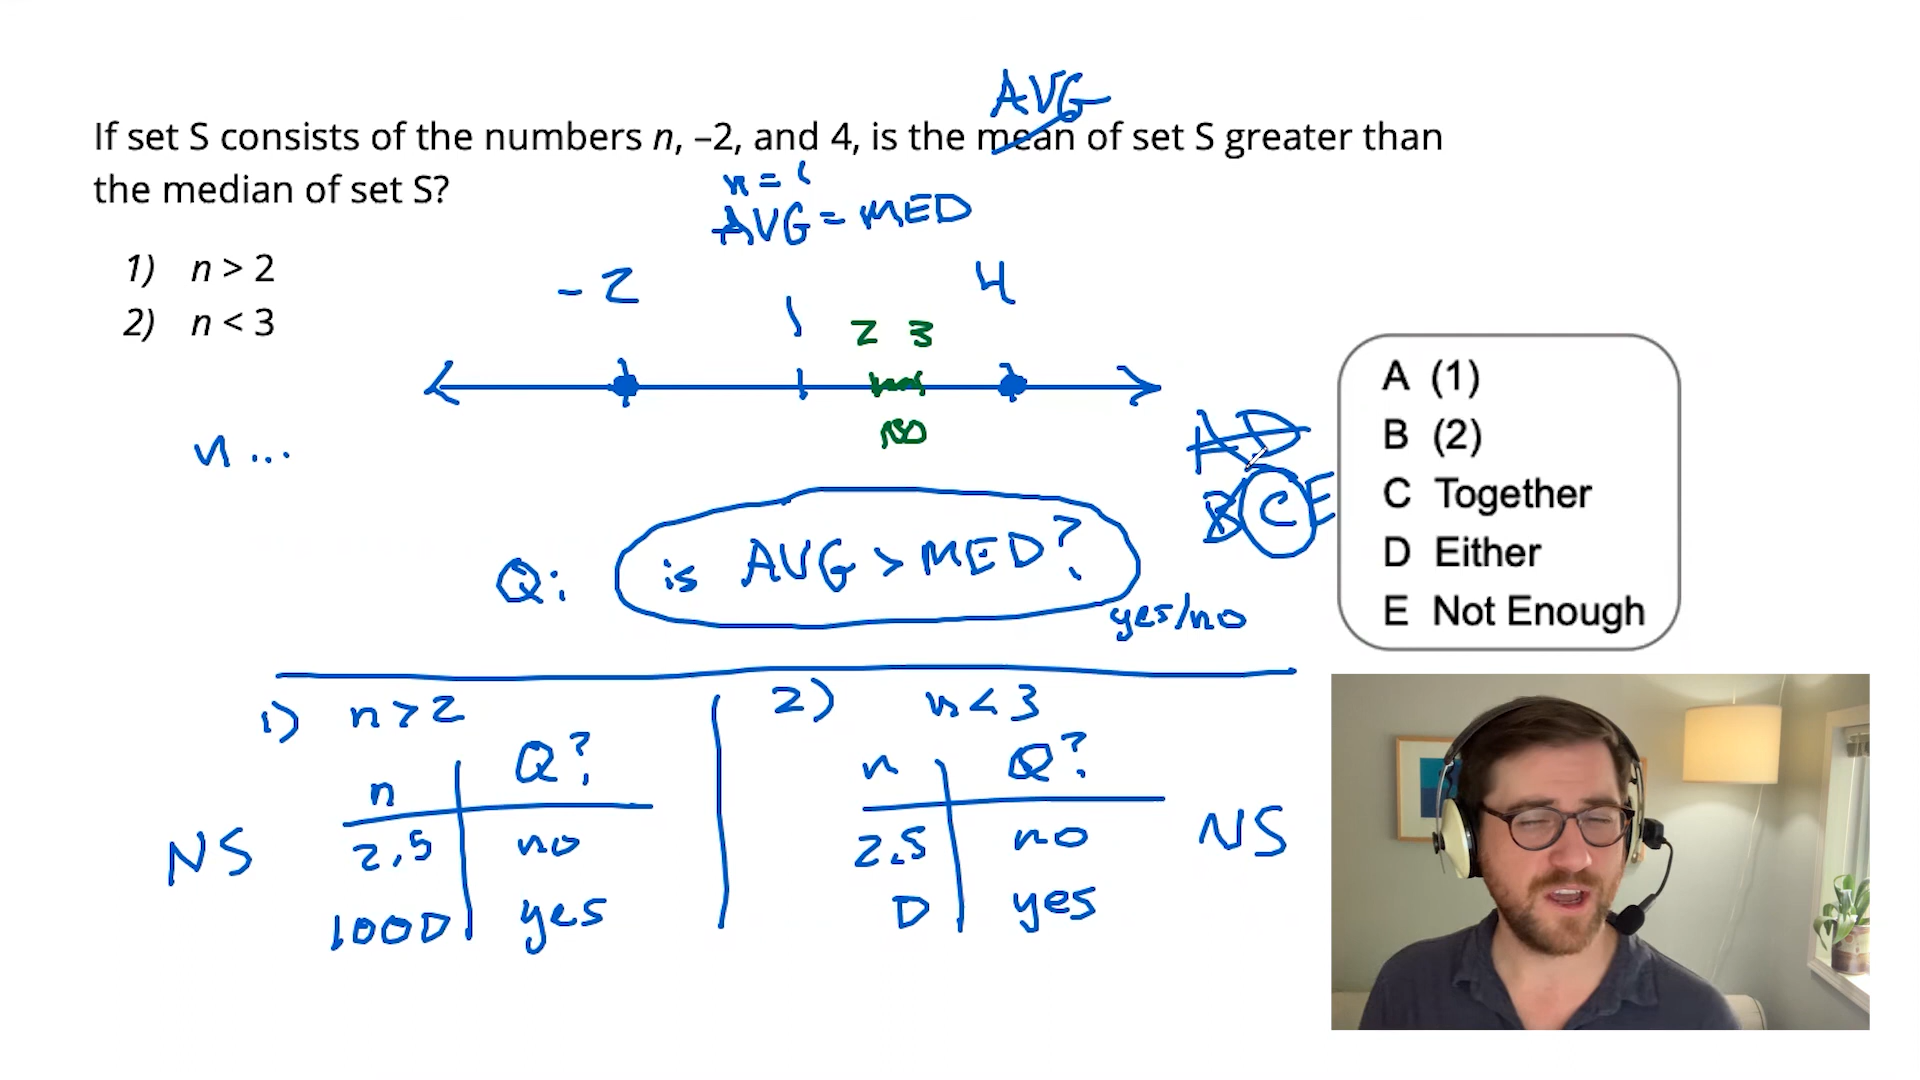 AVG
If set S consists of the numbers n, –2, and 4, is the mean of set S greater than
the median of set S?
n = 1
AVG = MED
1) n > 2
2) n < 3
-2
1
2 3
4
NO
n ...
AD
BCE
Q: is AVG > MED?
yes/no
A (1)
B (2)
C Together
D Either
E Not Enough
1) n > 2
n Q?
2.5 no
1000 yes
NS
2) n < 3
n Q?
2.5 no
0 yes
NS